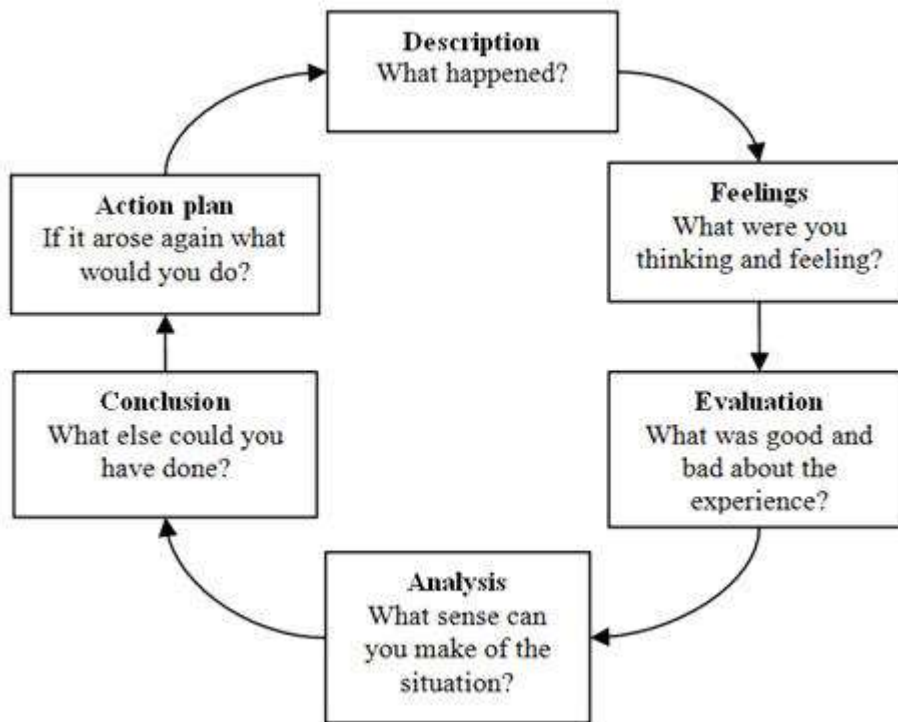 Description
What happened?
Feelings
What were you
thinking and feeling?
Evaluation
What was good and
bad about the
experience?
Analysis
What sense can
you make of the
situation?
Conclusion
What else could you
have done?
Action plan
If it arose again what
would you do?